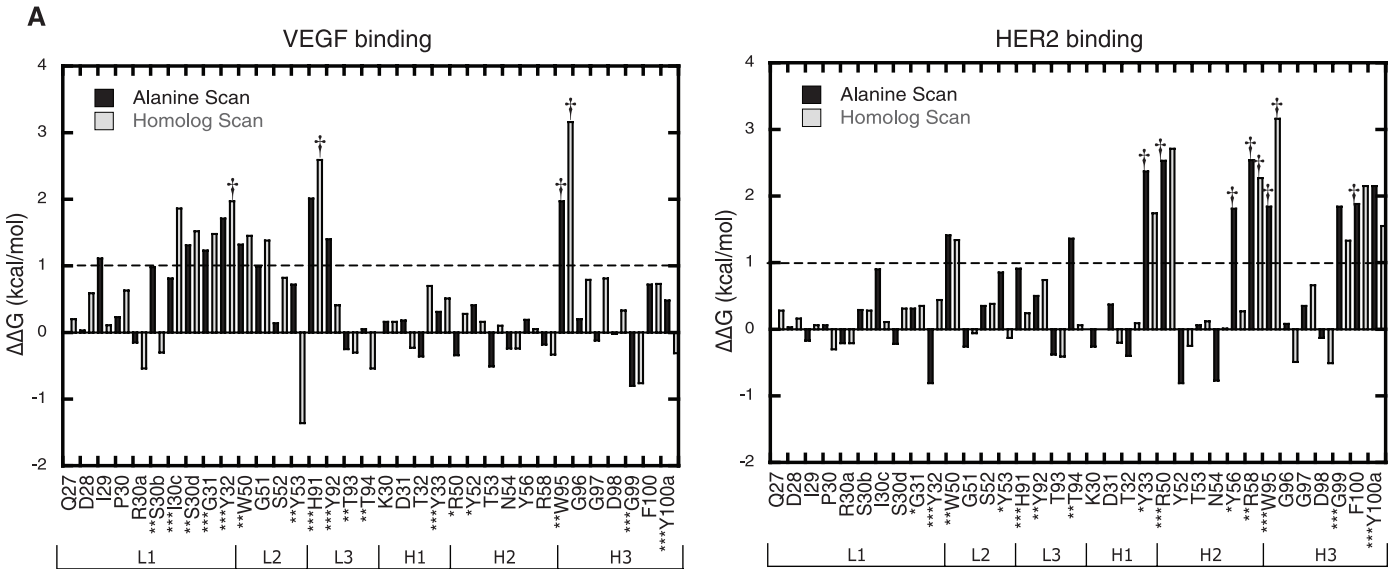 A
VEGF binding
ΔΔG (kcal/mol)
4
3
2
1
0
-1
-2
Alanine Scan
Homolog Scan
‡ ‡ ‡ ‡
Q27
D28
I29
P30
R30a
**S30b
***I30c
**S30d
***G31
***Y32
**W50
G51
S52
**Y53
***H91
***Y92
**T93
**T94
K30
D31
T32
***Y33
*R50
*Y52
T53
N54
Y56
R58
**W95
G96
G97
D98
***G99
F100
***Y100a
L1 L2 L3 H1 H2 H3
HER2 binding
ΔΔG (kcal/mol)
4
3
2
1
0
-1
-2
Alanine Scan
Homolog Scan
‡ ‡ ‡ ‡ ‡ ‡ ‡ ‡
Q27
D28
I29
P30
R30a
S30b
I30c
S30d
*G31
***Y32
**W50
G51
S52
*Y53
***H91
**Y92
T93
**T94
K30
D31
T32
*Y33
***R50
Y52
T53
N54
*Y56
**R58
***W95
G96
G97
D98
***G99
F100
***Y100a
L1 L2 L3 H1 H2 H3